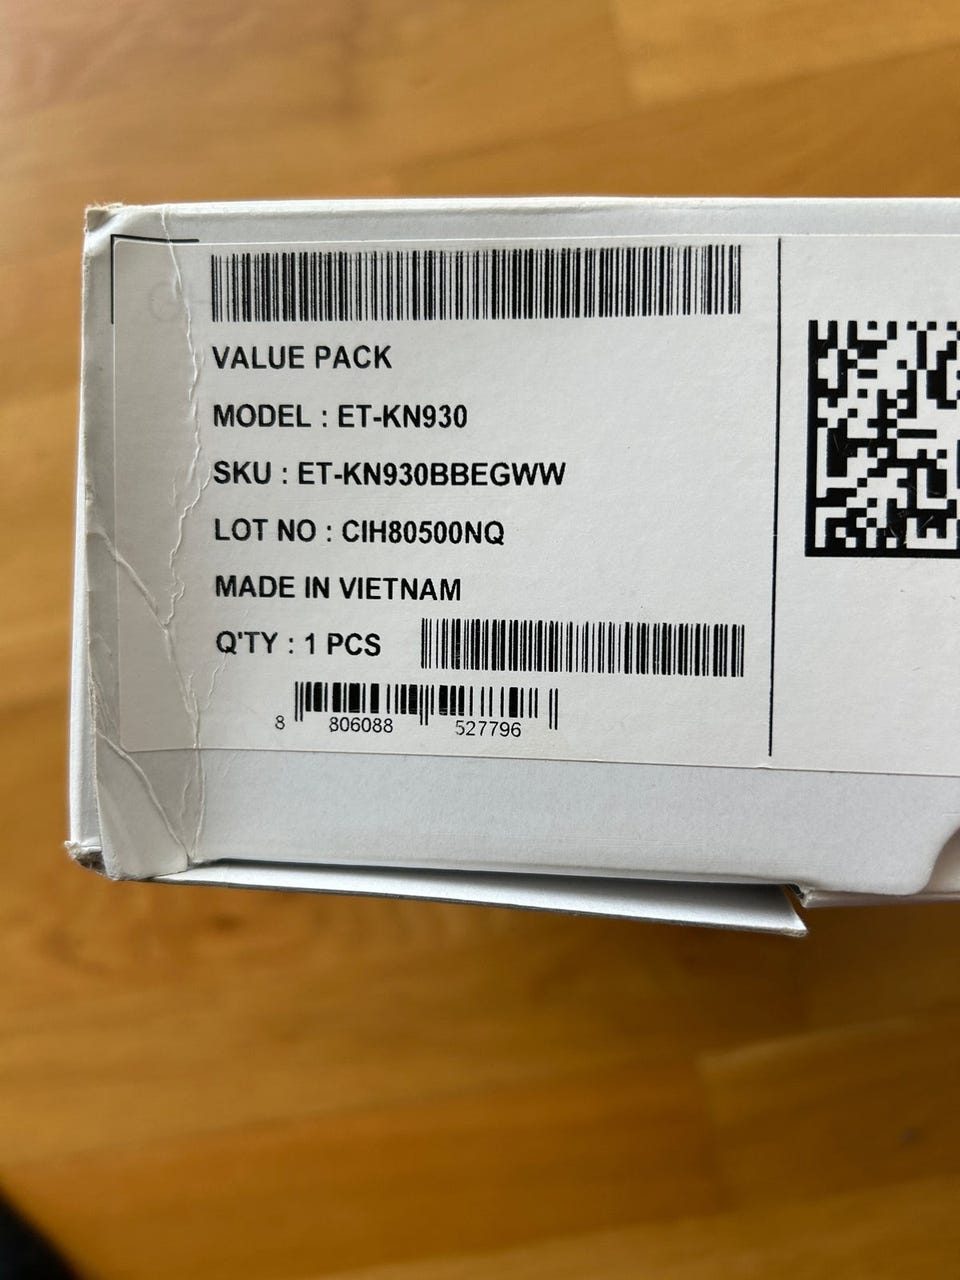 VALUE PACK
MODEL : ET-KN930
SKU : ET-KN930BBEGWW
LOT NO : CIH80500NQ
MADE IN VIETNAM
Q'TY : 1 PCS
8 806088 527796